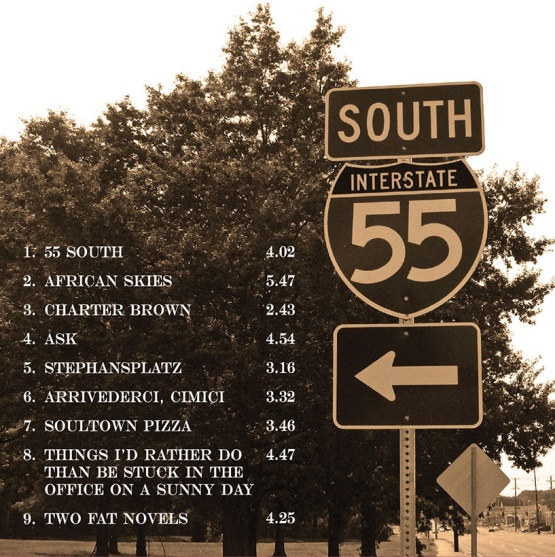 SOUTH
INTERSTATE
55
1. 55 SOUTH 4.02
2. AFRICAN SKIES 5.47
3. CHARTER BROWN 2.43
4. ASK 4.54
5. STEPHANSPLATZ 3.16
6. ARRIVEDERCI, CIMICI 3.32
7. SOULTOWN PIZZA 3.46
8. THINGS I'D RATHER DO 4.47
THAN BE STUCK IN THE
OFFICE ON A SUNNY DAY
9. TWO FAT NOVELS 4.25